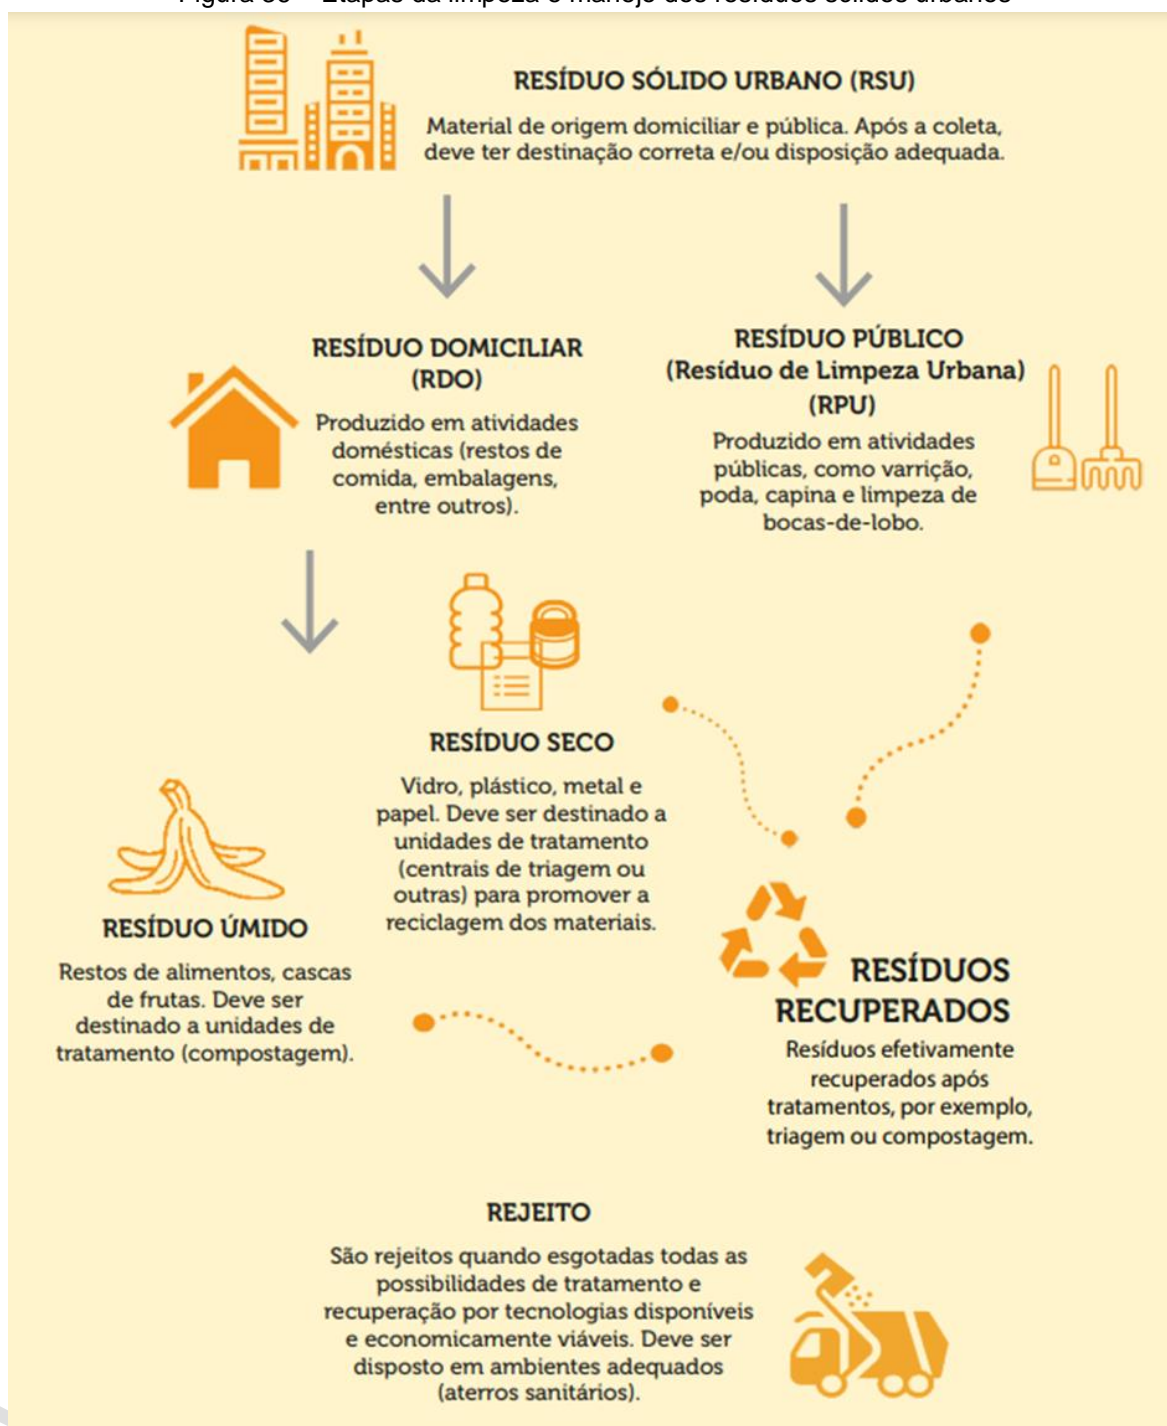 RESÍDUO SÓLIDO URBANO (RSU)
Material de origem domiciliar e pública. Após a coleta,
deve ter destinação correta e/ou disposição adequada.
RESÍDUO DOMICILIAR
(RDO)
Produzido em atividades
domésticas (restos de
comida, embalagens,
entre outros).
RESÍDUO PÚBLICO
(Resíduo de Limpeza Urbana)
(RPU)
Produzido em atividades
públicas, como varrição,
poda, capina e limpeza de
bocas-de-lobo.
RESÍDUO SECO
Vidro, plástico, metal e
papel. Deve ser destinado a
unidades de tratamento
(centrais de triagem ou
outras) para promover a
reciclagem dos materiais.
RESÍDUO ÚMIDO
Restos de alimentos, cascas
de frutas. Deve ser
destinado a unidades de
tratamento (compostagem).
RESÍDUOS
RECUPERADOS
Resíduos efetivamente
recuperados após
tratamentos, por exemplo,
triagem ou compostagem.
REJEITO
São rejeitos quando esgotadas todas as
possibilidades de tratamento e
recuperação por tecnologias disponíveis
e economicamente viáveis. Deve ser
disposto em ambientes adequados
(aterros sanitários).